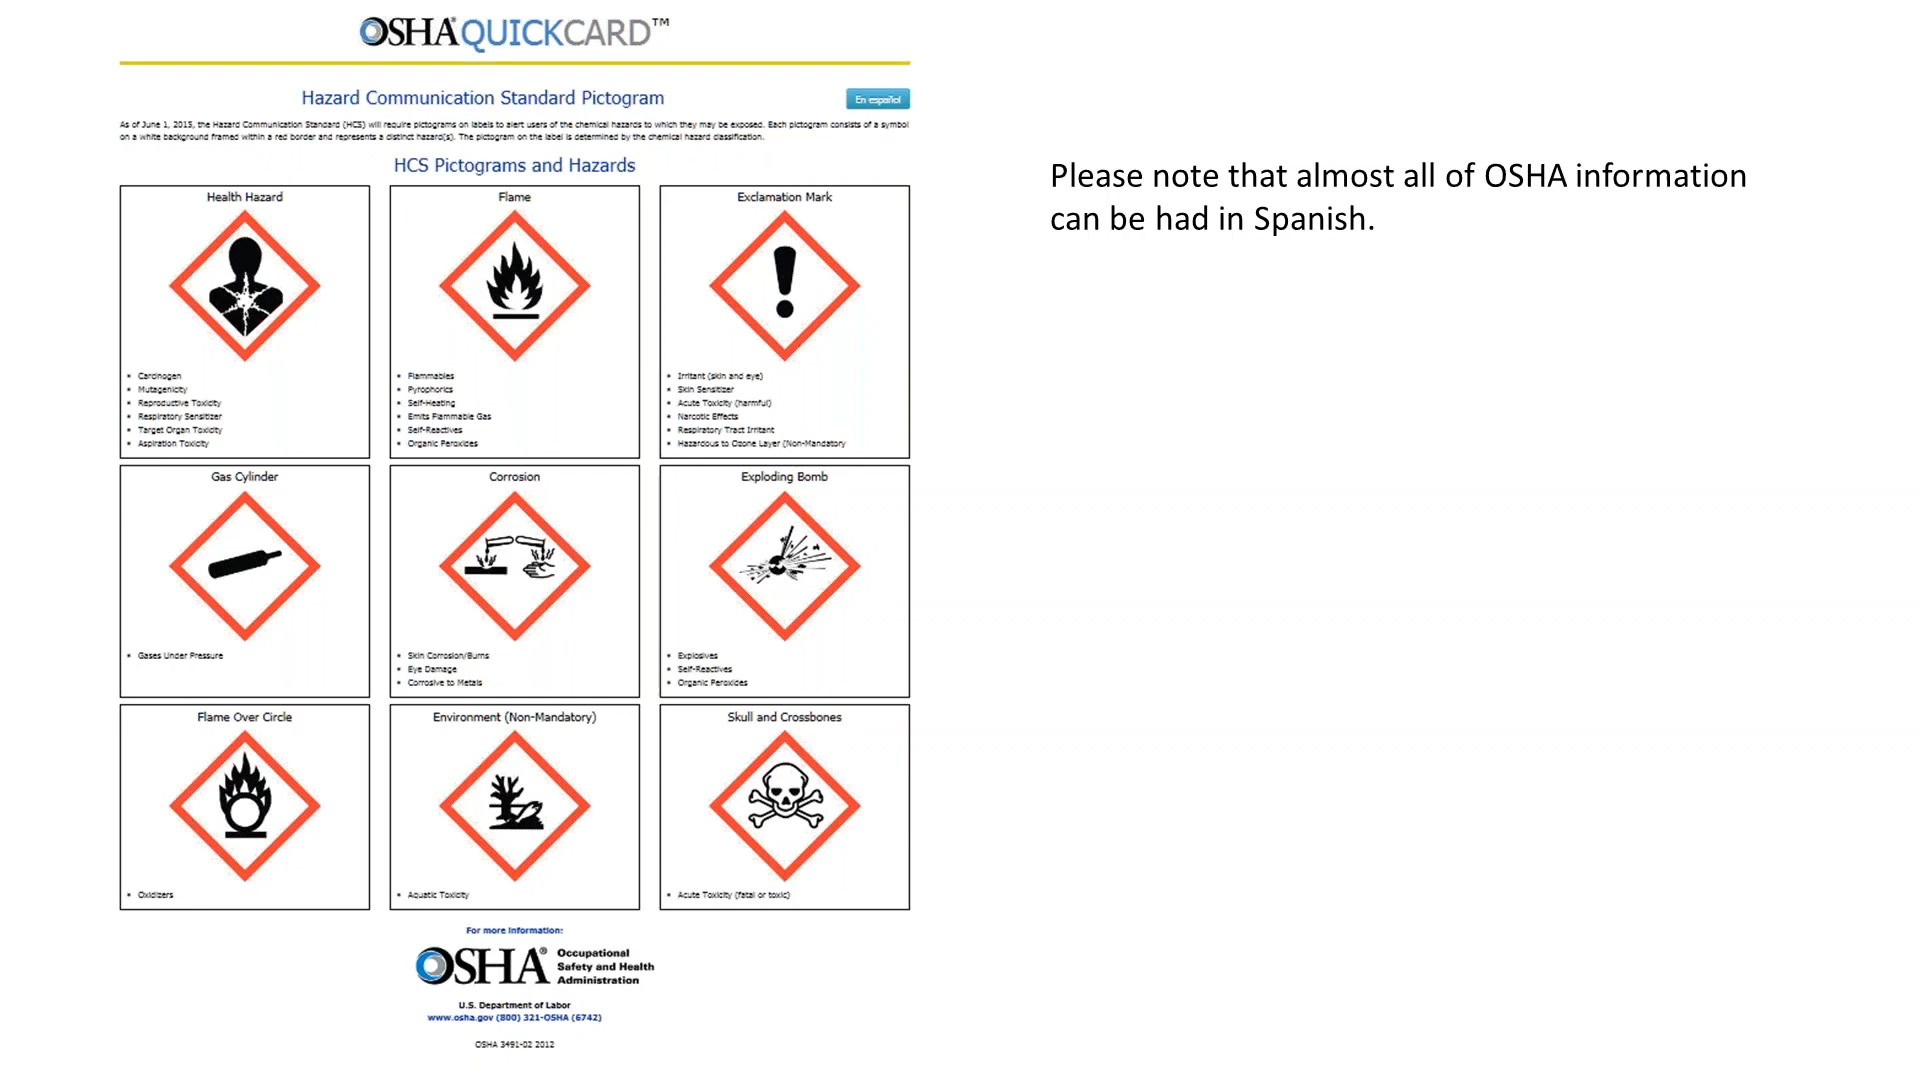 OSHA® QUICKCARD™
Hazard Communication Standard Pictogram
En español
As of June 1, 2015, the Hazard Communication Standard (HCS) will require pictograms on labels to alert users of the chemical hazards to which they may be exposed. Each pictogram consists of a symbol
on a white background framed within a red border and represents a distinct hazard(s). The pictogram on the label is determined by the chemical hazard classification.
HCS Pictograms and Hazards
Health Hazard
▪ Carcinogen
▪ Mutagenicity
▪ Reproductive Toxicity
▪ Respiratory Sensitizer
▪ Target Organ Toxicity
▪ Aspiration Toxicity
Flame
▪ Flammables
▪ Pyrophorics
▪ Self-Heating
▪ Emits Flammable Gas
▪ Self-Reactives
▪ Organic Peroxides
Exclamation Mark
▪ Irritant (skin and eye)
▪ Skin Sensitizer
▪ Acute Toxicity (harmful)
▪ Narcotic Effects
▪ Respiratory Tract Irritant
▪ Hazardous to Ozone Layer (Non-Mandatory
Gas Cylinder
▪ Gases Under Pressure
Corrosion
▪ Skin Corrosion/Burns
▪ Eye Damage
▪ Corrosive to Metals
Exploding Bomb
▪ Explosives
▪ Self-Reactives
▪ Organic Peroxides
Flame Over Circle
▪ Oxidizers
Environment (Non-Mandatory)
▪ Aquatic Toxicity
Skull and Crossbones
▪ Acute Toxicity (fatal or toxic)
For more information:
OSHA®
Occupational
Safety and Health
Administration
U.S. Department of Labor
www.osha.gov (800) 321-OSHA (6742)
OSHA 3491-02 2012
Please note that almost all of OSHA information
can be had in Spanish.